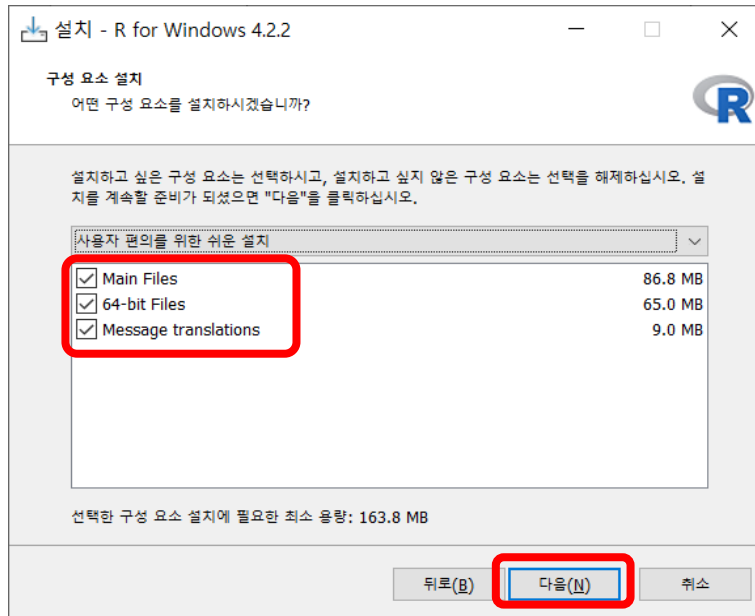 설치 - R for Windows 4.2.2
구성 요소 설치
어떤 구성 요소를 설치하시겠습니까?
R
설치하고 싶은 구성 요소는 선택하시고, 설치하고 싶지 않은 구성 요소는 선택을 해제하십시오. 설
치를 계속할 준비가 되셨으면 "다음"을 클릭하십시오.
사용자 편의를 위한 쉬운 설치
Main Files 86.8 MB
64-bit Files 65.0 MB
Message translations 9.0 MB
선택한 구성 요소 설치에 필요한 최소 용량: 163.8 MB
뒤로(B) 다음(N) 취소